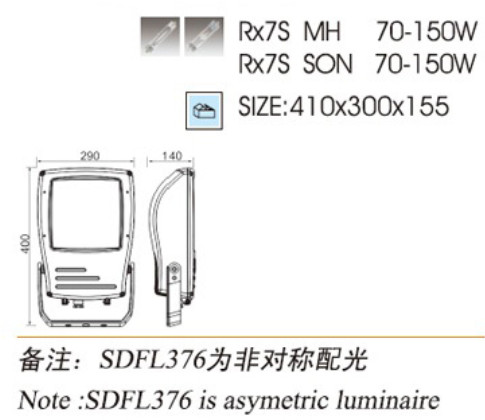 Rx7S MH 70-150W
Rx7S SON 70-150W
SIZE:410x300x155
290
140
400
备注：SDFL376为非对称配光
Note :SDFL376 is asymetric luminaire